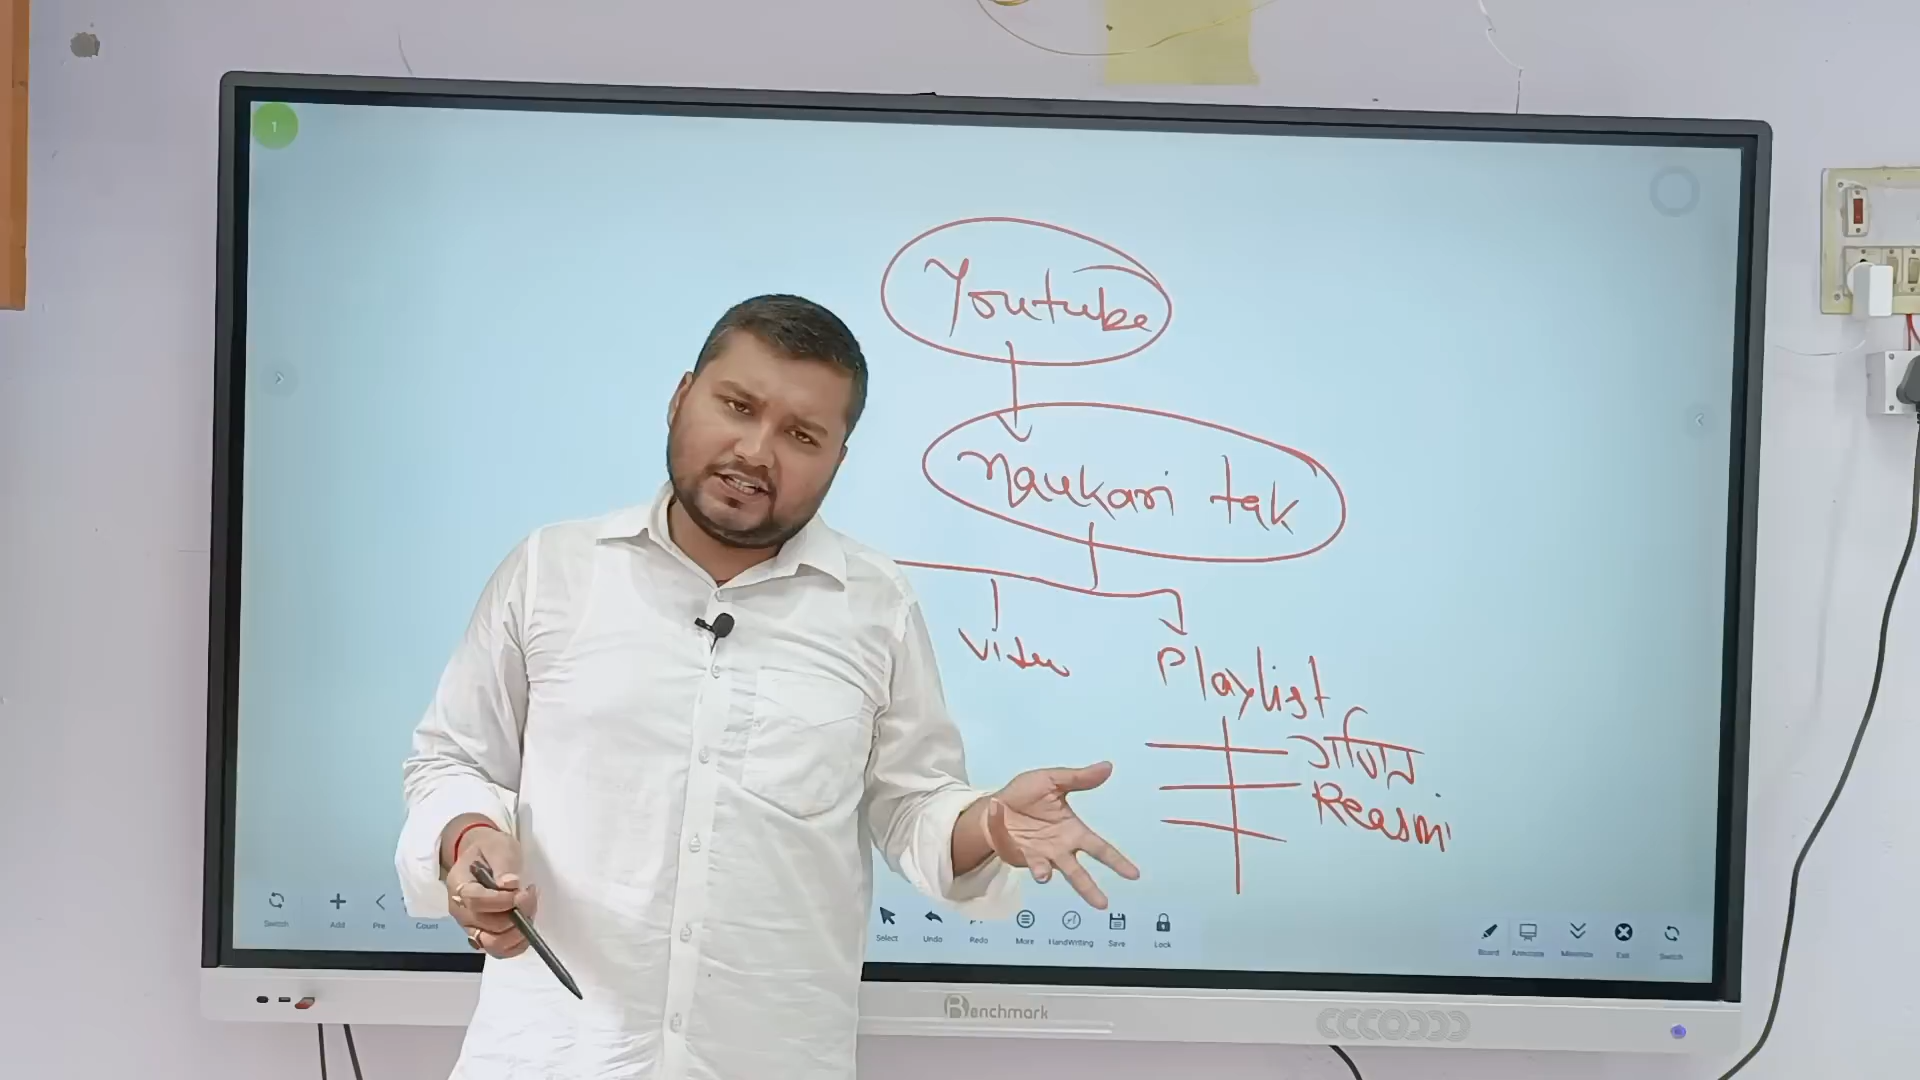 1
Youtube
naukari tak
Video
Playlist
गणित
Reasoni
Switch
Add
Pre
Count
Select
Undo
Redo
More
HandWriting
Save
Lock
Board
Annotate
Minimize
Exit
Switch
Benchmark